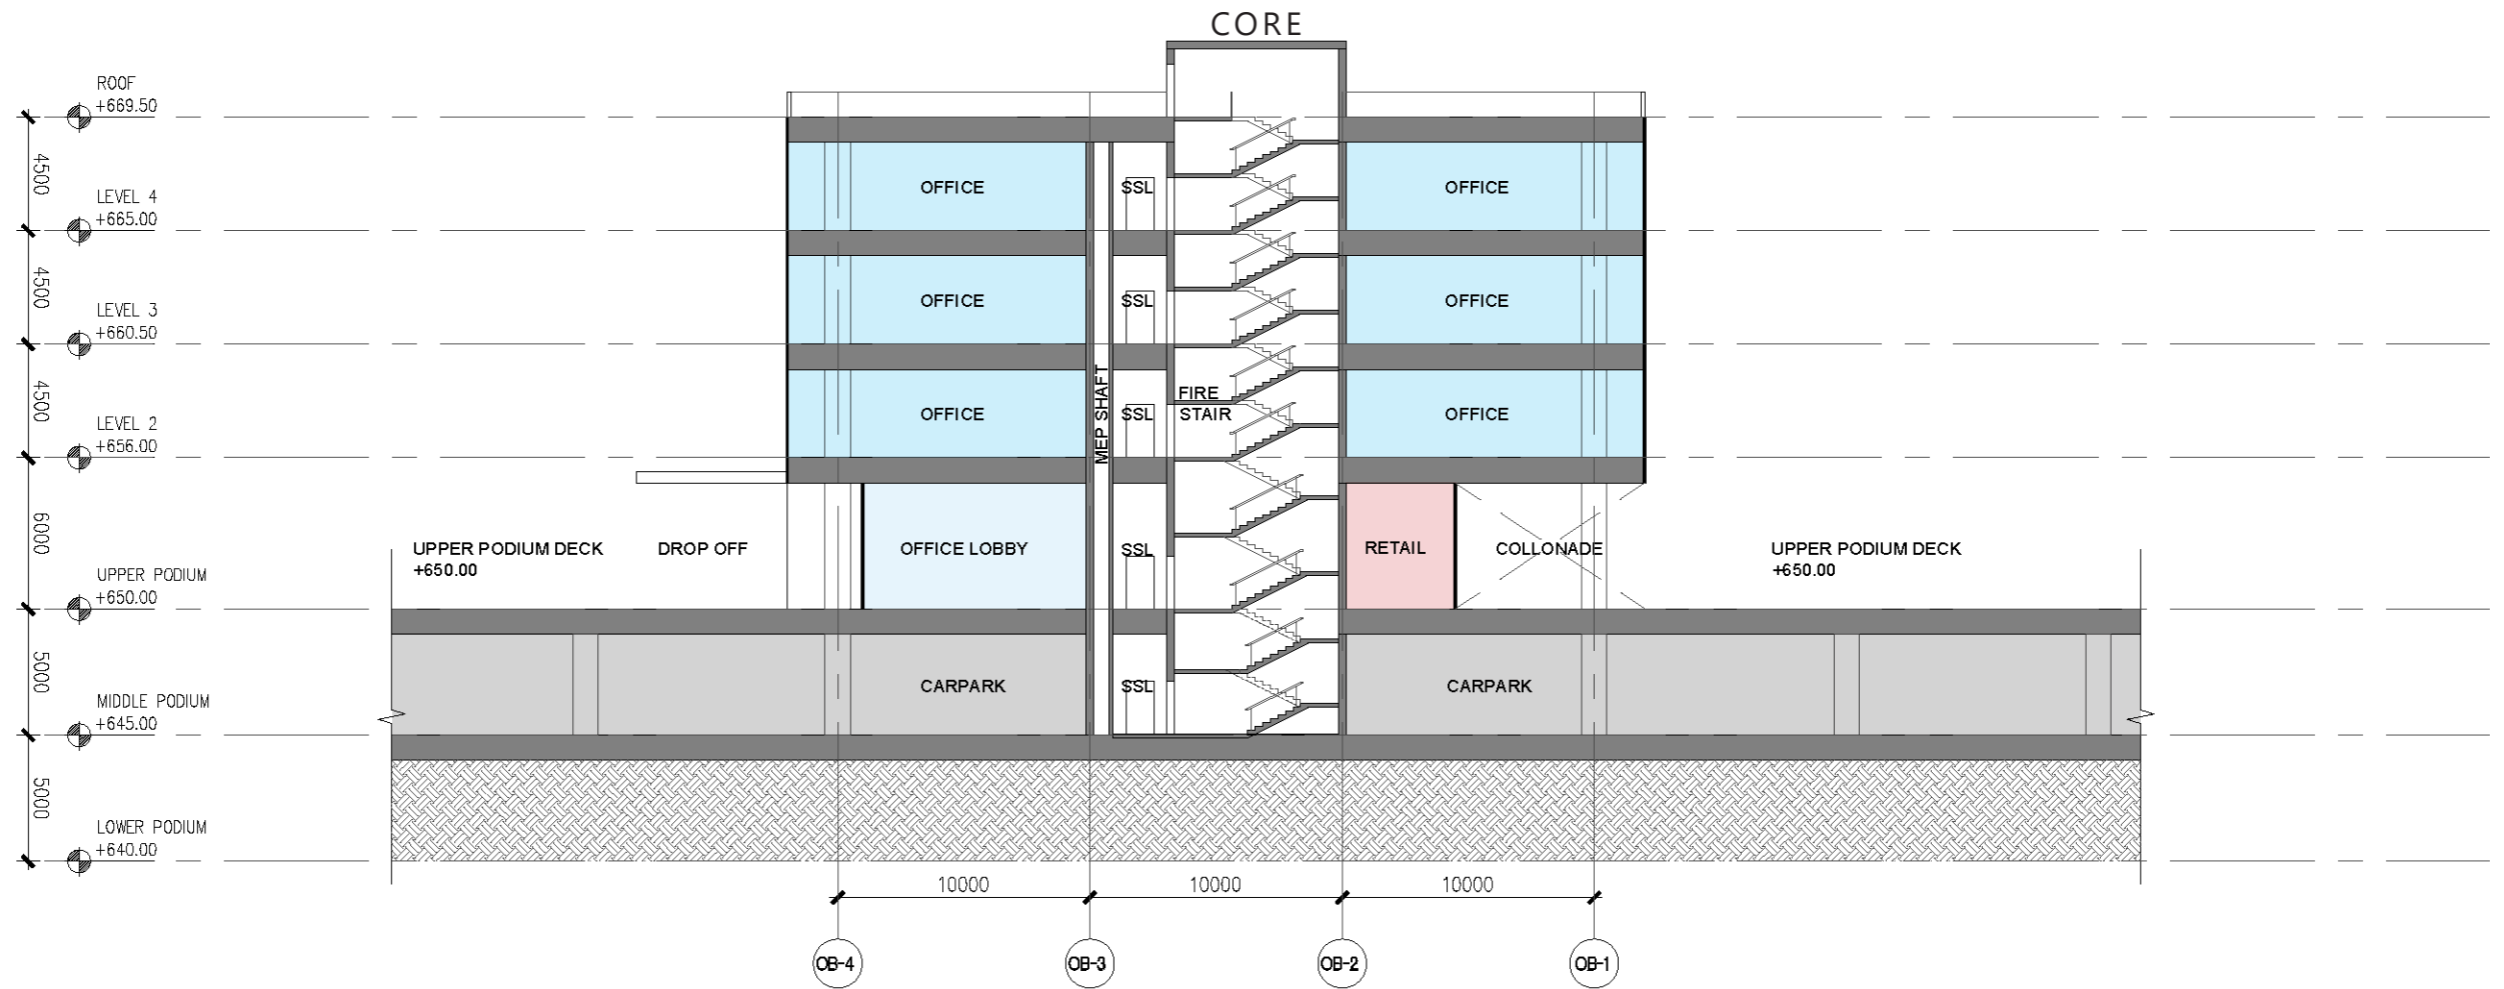 CORE
ROOF
+669.50
4500
OFFICE
SSL
OFFICE
LEVEL 4
+665.00
4500
OFFICE
SSL
OFFICE
LEVEL 3
+660.50
4500
OFFICE
MEP SHAFT
SSL
FIRE
STAIR
OFFICE
LEVEL 2
+656.00
6000
UPPER PODIUM DECK
+650.00
DROP OFF
OFFICE LOBBY
SSL
RETAIL
COLLONADE
UPPER PODIUM DECK
+650.00
UPPER PODIUM
+650.00
5000
CARPARK
SSL
CARPARK
MIDDLE PODIUM
+645.00
5000
LOWER PODIUM
+640.00
10000
10000
10000
OB-4
OB-3
OB-2
OB-1